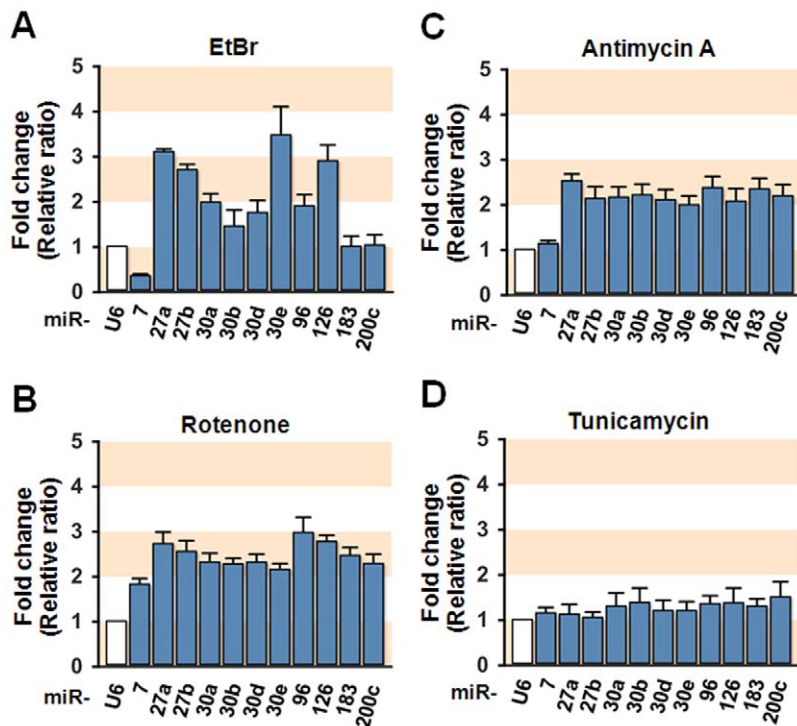 A
EtBr
Fold change
(Relative ratio)
5
4
3
2
1
0
miR- U6 7 27a 27b 30a 30b 30d 30e 96 126 183 200c
B
Rotenone
Fold change
(Relative ratio)
5
4
3
2
1
0
miR- U6 7 27a 27b 30a 30b 30d 30e 96 126 183 200c
C
Antimycin A
Fold change
(Relative ratio)
5
4
3
2
1
0
miR- U6 7 27a 27b 30a 30b 30d 30e 96 126 183 200c
D
Tunicamycin
Fold change
(Relative ratio)
5
4
3
2
1
0
miR- U6 7 27a 27b 30a 30b 30d 30e 96 126 183 200c